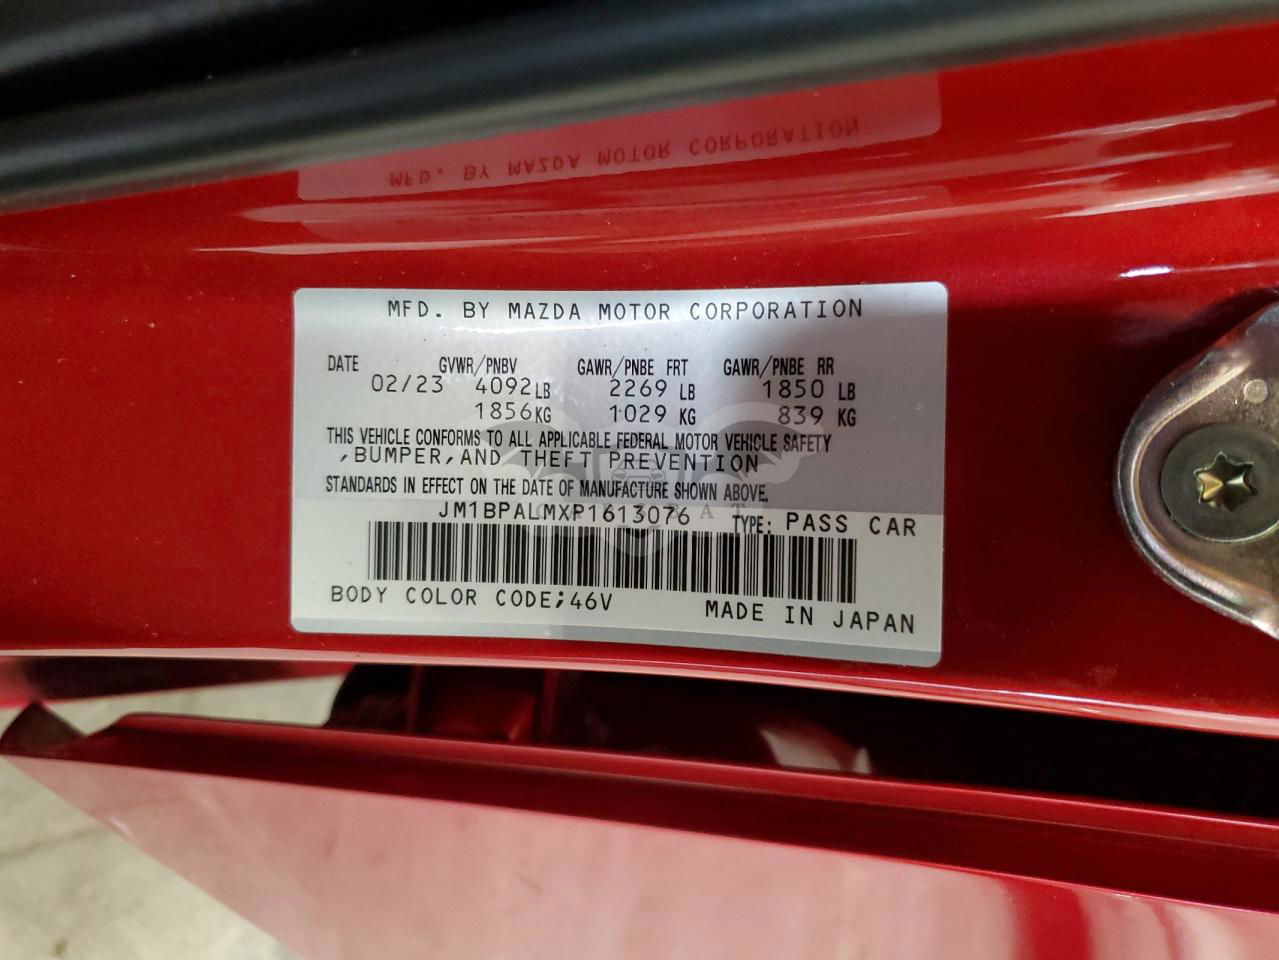 MFD. BY MAZDA MOTOR CORPORATION
MFD. BY MAZDA MOTOR CORPORATION
DATE GVWR/PNBV GAWR/PNBE FRT GAWR/PNBE RR
02/23 4092LB 2269 LB 1850 LB
1856KG 1029 KG 839 KG
THIS VEHICLE CONFORMS TO ALL APPLICABLE FEDERAL MOTOR VEHICLE SAFETY
,BUMPER,AND THEFT PREVENTION
STANDARDS IN EFFECT ON THE DATE OF MANUFACTURE SHOWN ABOVE.
JM1BPALMXP1613076 TYPE: PASS CAR
BODY COLOR CODE;46V MADE IN JAPAN